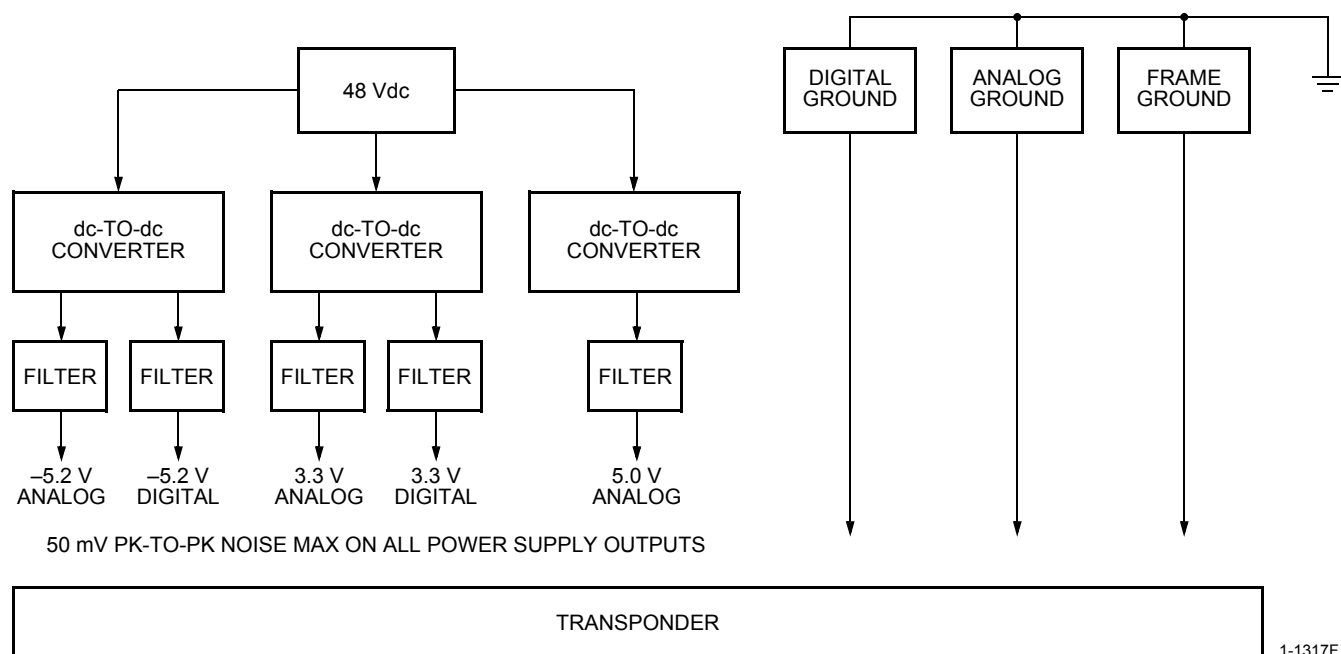 48 Vdc
DIGITAL
GROUND
ANALOG
GROUND
FRAME
GROUND
dc-TO-dc
CONVERTER
dc-TO-dc
CONVERTER
dc-TO-dc
CONVERTER
FILTER
FILTER
FILTER
FILTER
FILTER
–5.2 V
ANALOG
–5.2 V
DIGITAL
3.3 V
ANALOG
3.3 V
DIGITAL
5.0 V
ANALOG
50 mV PK-TO-PK NOISE MAX ON ALL POWER SUPPLY OUTPUTS
TRANSPONDER